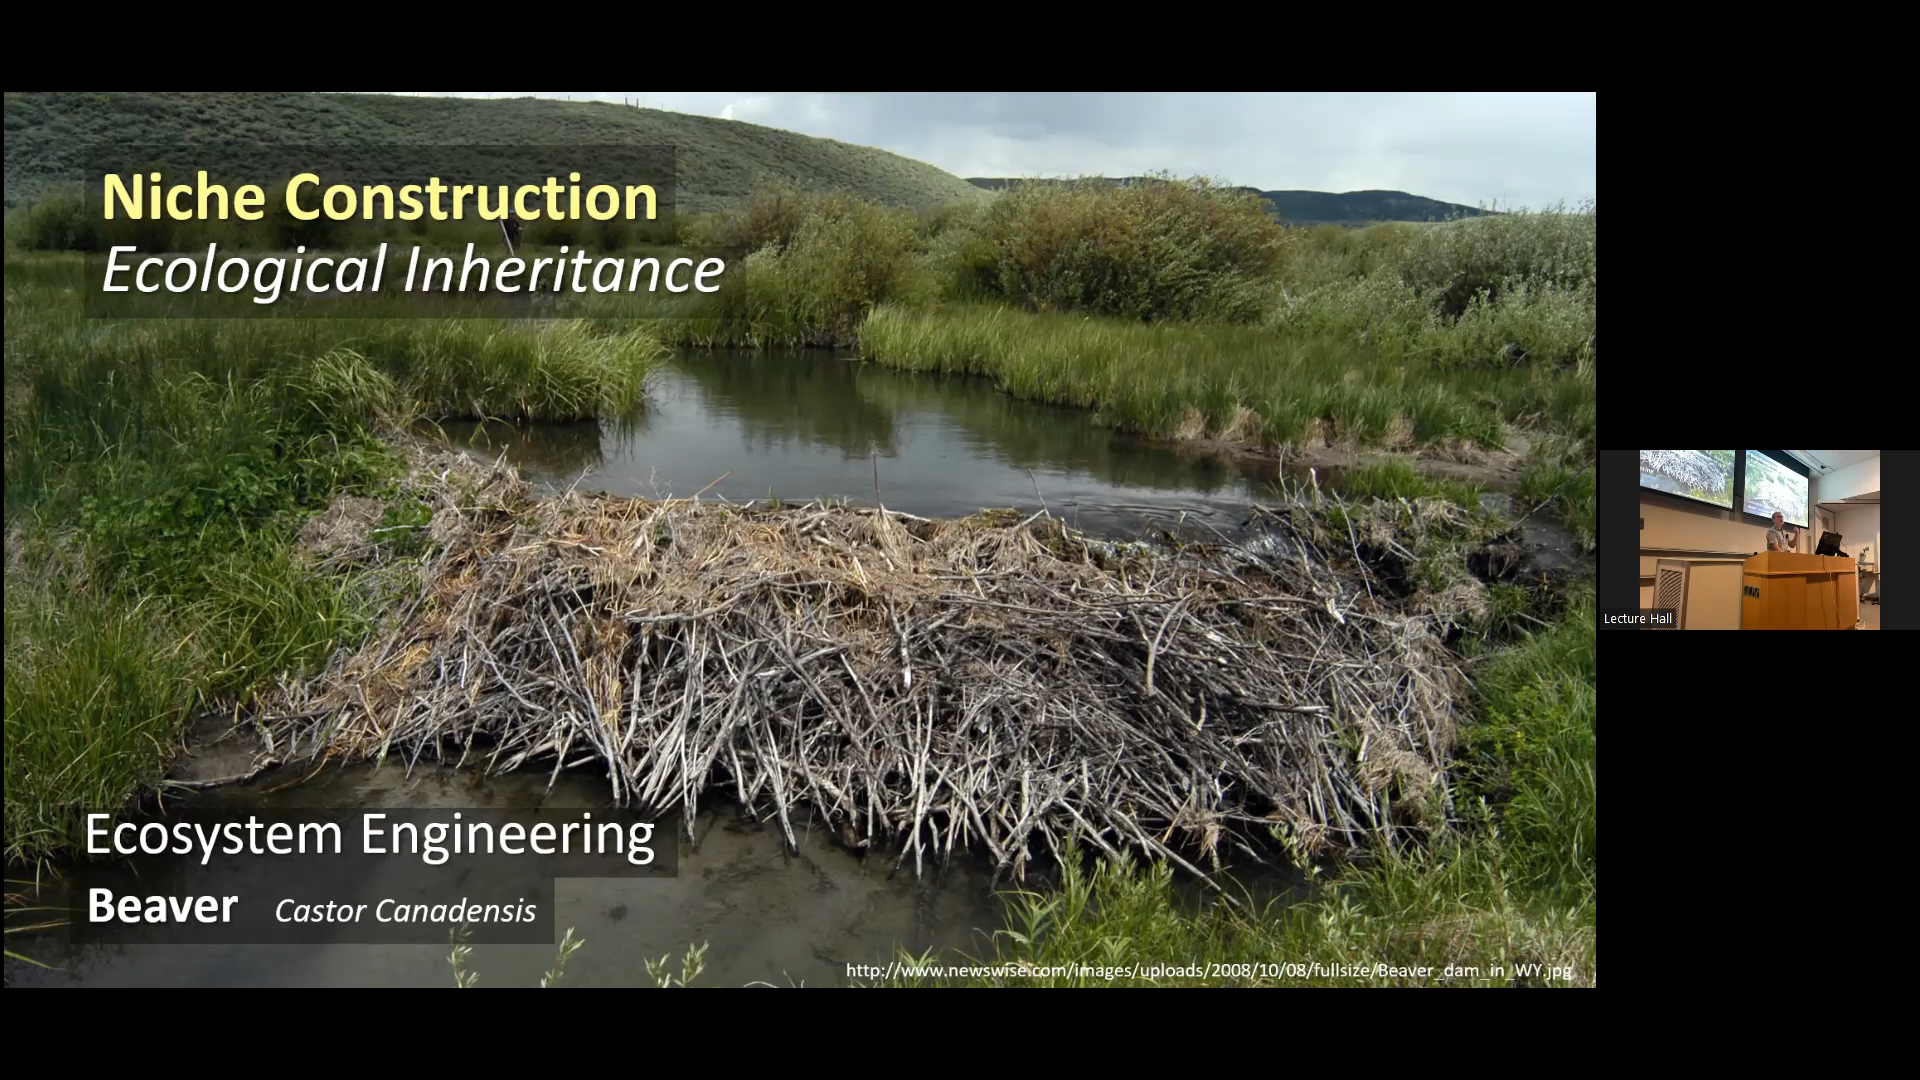 Niche Construction
Ecological Inheritance
Ecosystem Engineering
Beaver Castor Canadensis
http://www.newswise.com/images/uploads/2008/10/08/fullsize/Beaver_dam_in_WY.jpg
Lecture Hall